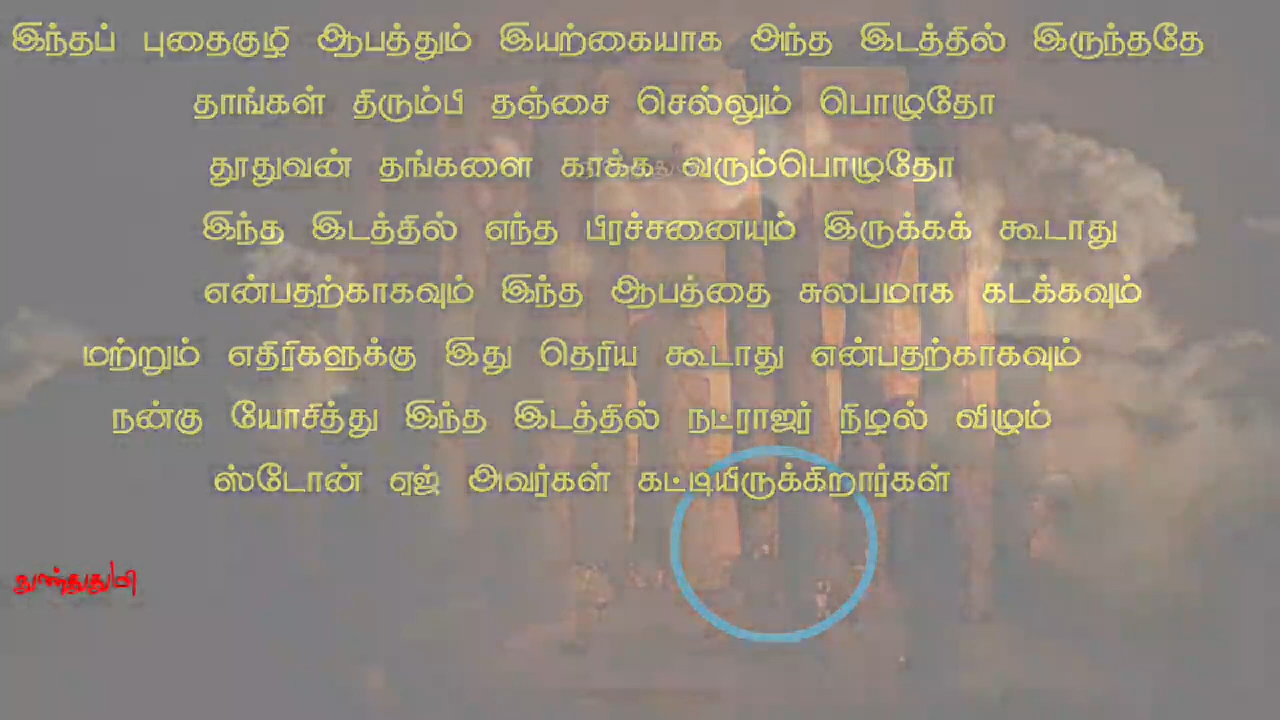 இந்தப் புதைகுழி ஆபத்தும் இயற்கையாக அந்த இடத்தில் இருந்ததே
தாங்கள் திரும்பி தஞ்சை செல்லும் பொழுதோ
தூதுவன் தங்களை காக்க வரும்பொழுதோ
இந்த இடத்தில் எந்த பிரச்சனையும் இருக்கக் கூடாது
என்பதற்காகவும் இந்த ஆபத்தை சுலபமாக கடக்கவும்
மற்றும் எதிரிகளுக்கு இது தெரிய கூடாது என்பதற்காகவும்
நன்கு யோசித்து இந்த இடத்தில் நட்ராஜர் நிழல் விழும்
ஸ்டோன் ஏஜ் அவர்கள் கட்டியிருக்கிறார்கள்